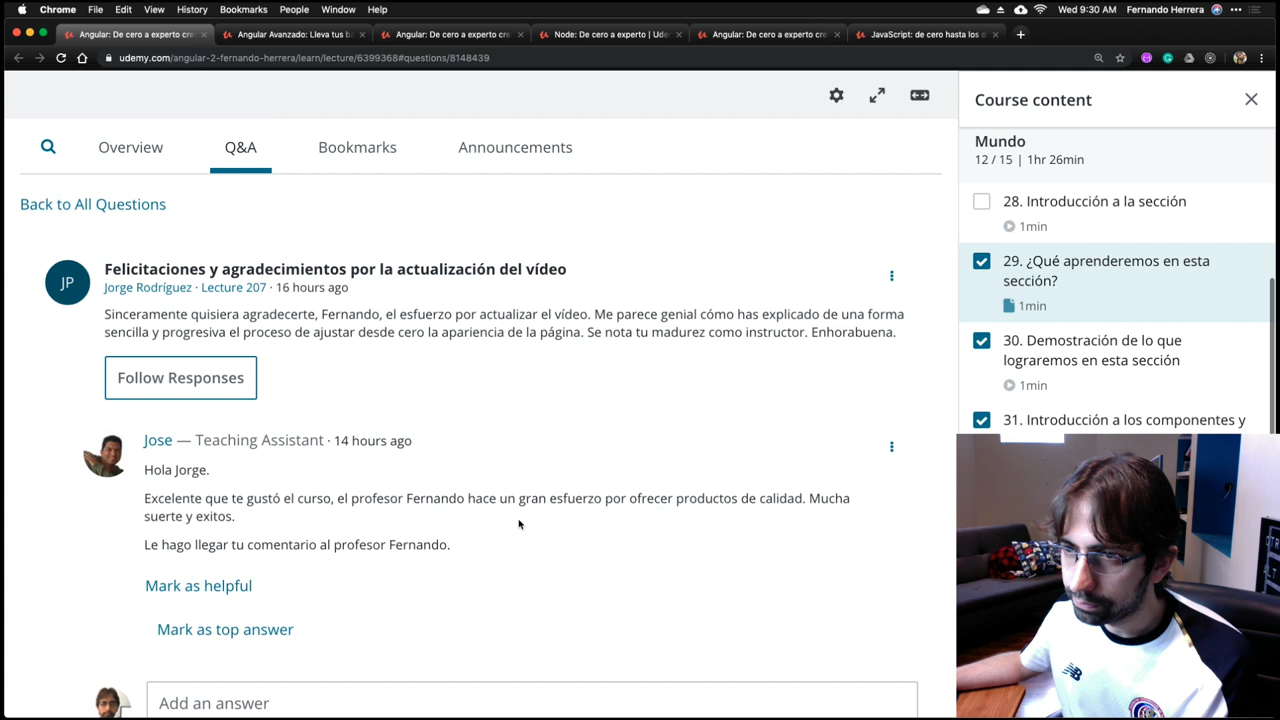 Chrome File Edit View History Bookmarks People Window Help
Wed 9:30 AM Fernando Herrera
Angular: De cero a experto cre
Angular Avanzado: Lleva tus b
Angular: De cero a experto cre
Node: De cero a experto | Ude
Angular: De cero a experto cre
JavaScript: de cero hasta los d
udemy.com/angular-2-fernando-herrera/learn/lecture/6399368#questions/8148439
Overview
Q&A
Bookmarks
Announcements
Back to All Questions
JP
Felicitaciones y agradecimientos por la actualización del vídeo
Jorge Rodríguez · Lecture 207 · 16 hours ago
Sinceramente quisiera agradecerte, Fernando, el esfuerzo por actualizar el vídeo. Me parece genial cómo has explicado de una forma
sencilla y progresiva el proceso de ajustar desde cero la apariencia de la página. Se nota tu madurez como instructor. Enhorabuena.
Follow Responses
Jose — Teaching Assistant · 14 hours ago
Hola Jorge.
Excelente que te gustó el curso, el profesor Fernando hace un gran esfuerzo por ofrecer productos de calidad. Mucha
suerte y exitos.
Le hago llegar tu comentario al profesor Fernando.
Mark as helpful
Mark as top answer
Add an answer
Course content
Mundo
12 / 15 | 1hr 26min
28. Introducción a la sección
1min
29. ¿Qué aprenderemos en esta
sección?
1min
30. Demostración de lo que
lograremos en esta sección
1min
31. Introducción a los componentes y